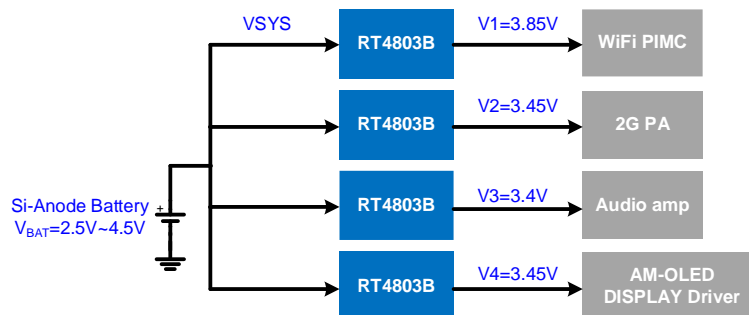 VSYS
RT4803B
V1=3.85V
WiFi PIMC
RT4803B
V2=3.45V
2G PA
Si-Anode Battery
+
VBAT=2.5V~4.5V
RT4803B
V3=3.4V
Audio amp
RT4803B
V4=3.45V
AM-OLED
DISPLAY Driver